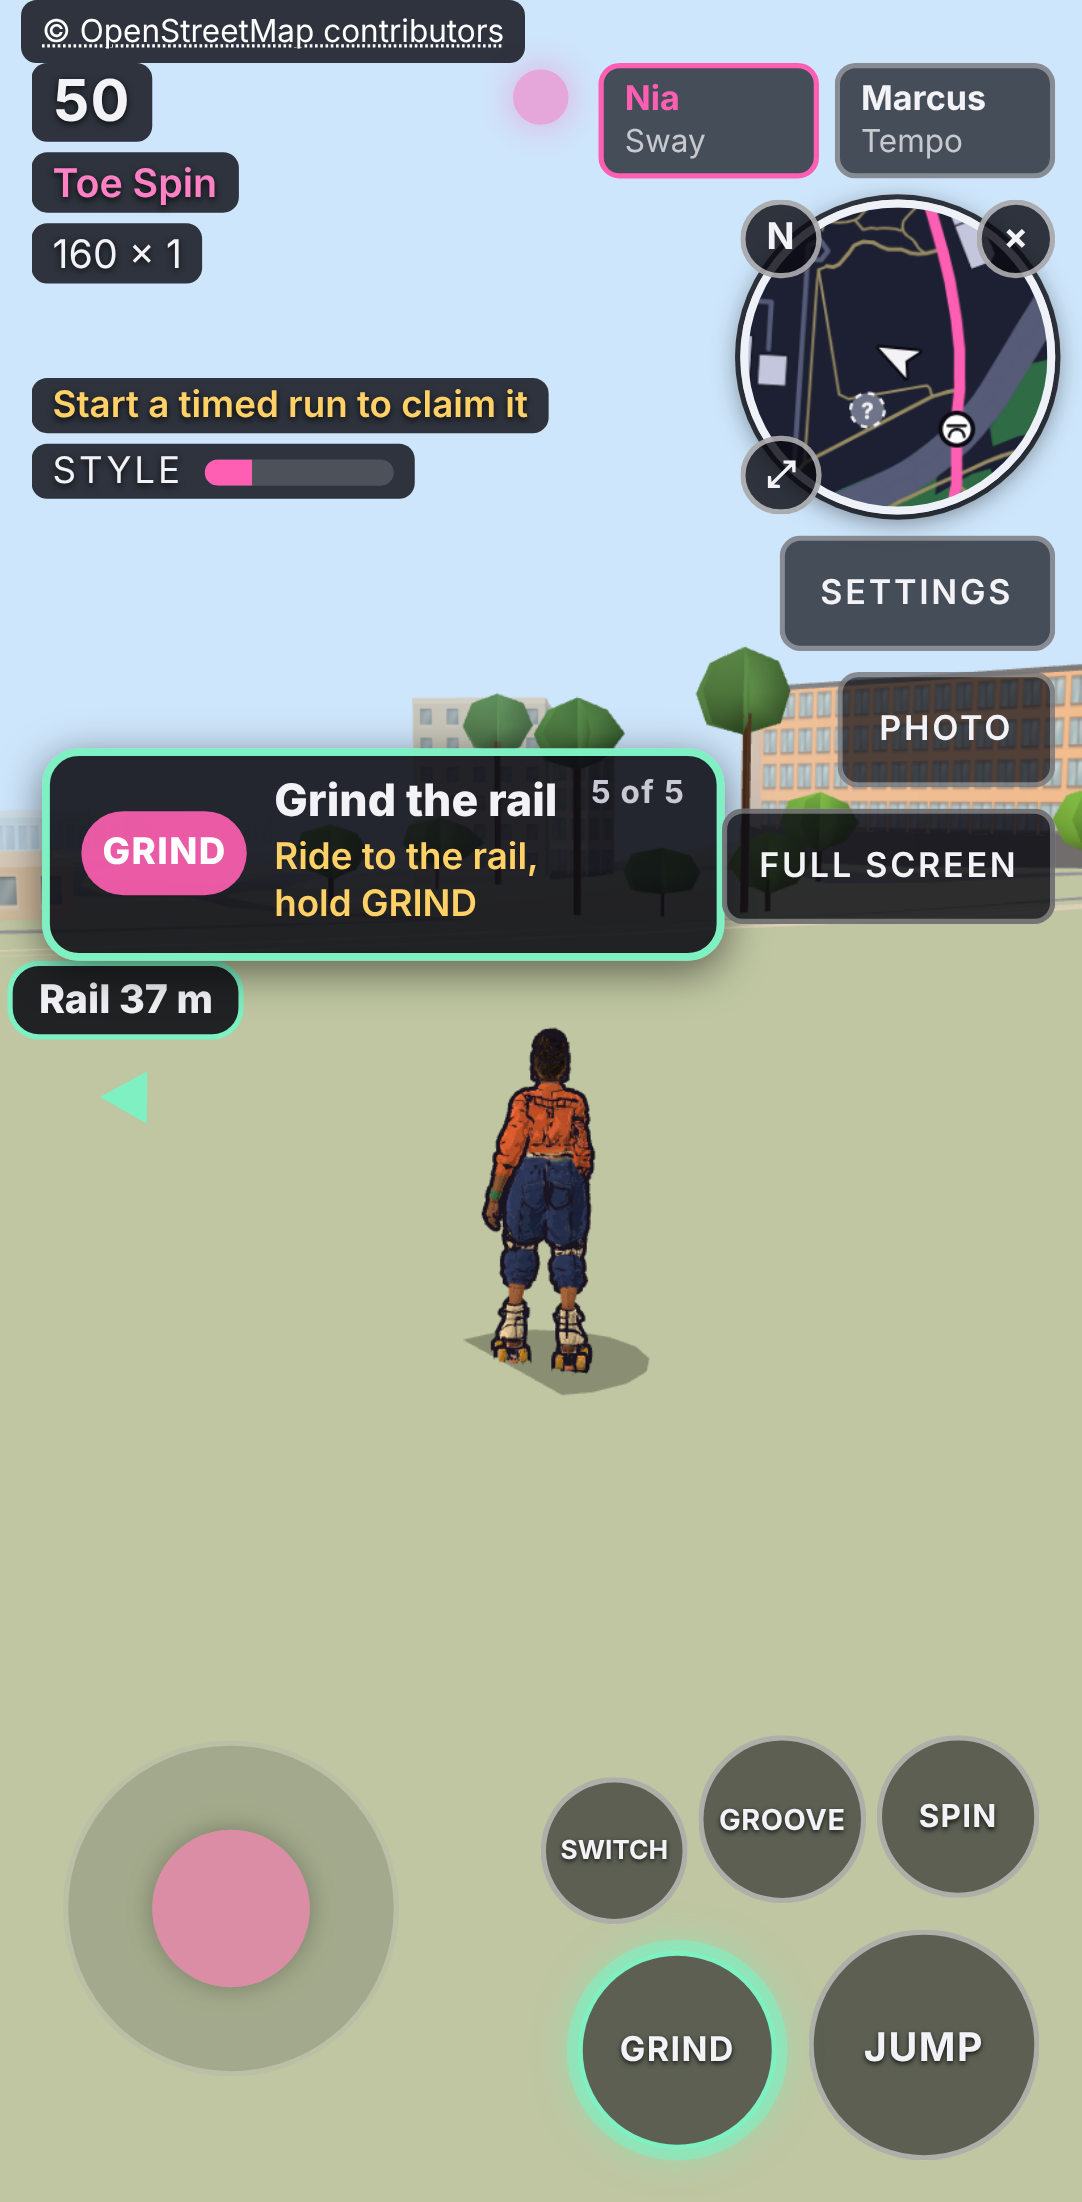 © OpenStreetMap contributors
50
Toe Spin
160 × 1
Nia
Sway
Marcus
Tempo
N
×
?
Start a timed run to claim it
STYLE
SETTINGS
PHOTO
FULL SCREEN
GRIND
Grind the rail
5 of 5
Ride to the rail,
hold GRIND
Rail 37 m
SWITCH
GROOVE
SPIN
GRIND
JUMP